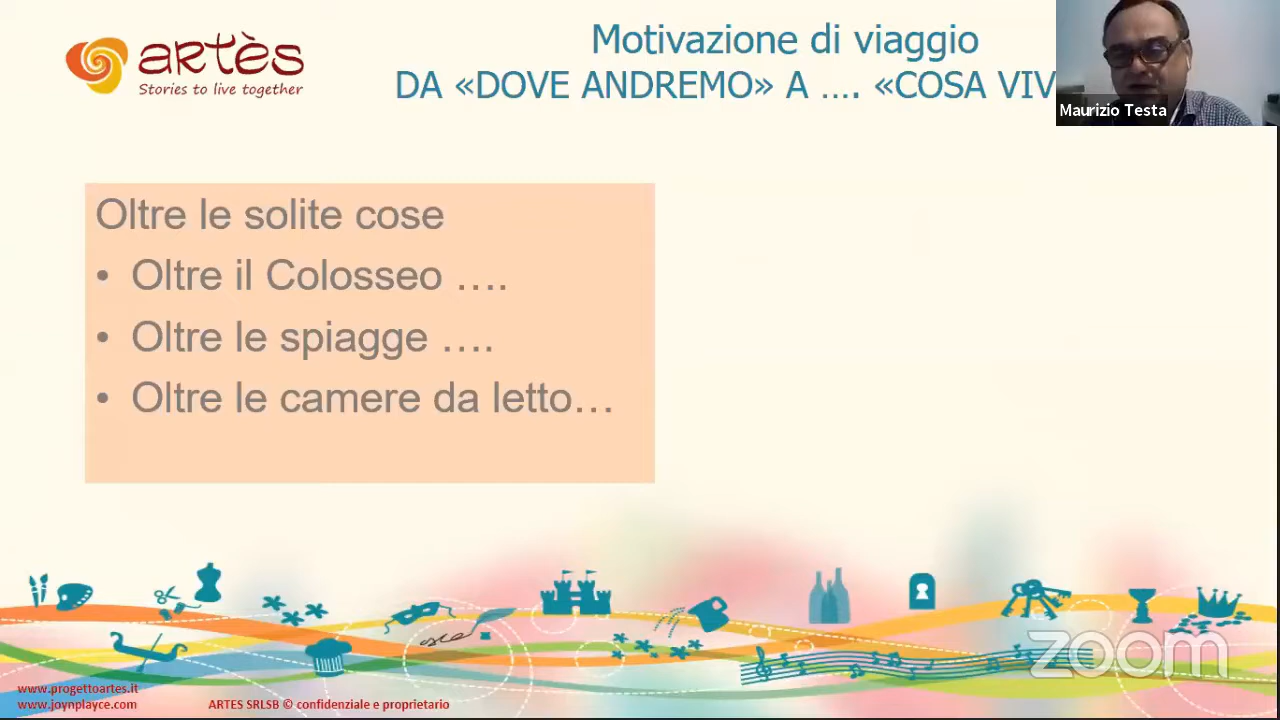 artès
Stories to live together
Motivazione di viaggio
DA «DOVE ANDREMO» A …. «COSA VIV
Maurizio Testa
Oltre le solite cose
• Oltre il Colosseo ….
• Oltre le spiagge ….
• Oltre le camere da letto…
zoom
www.progettoartes.it
www.joynplayce.com
ARTES SRLSB © confidenziale e proprietario